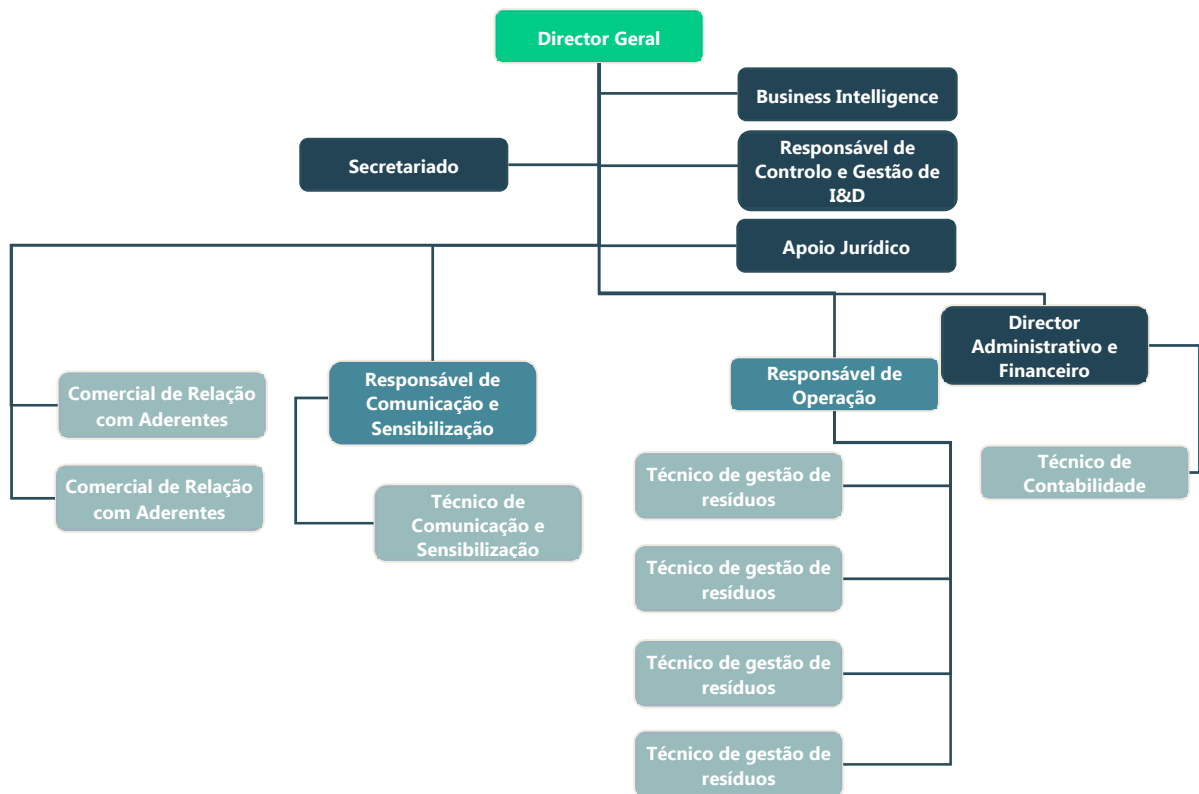 Director Geral
Business Intelligence
Secretariado
Responsável de
Controlo e Gestão de
I&D
Apoio Jurídico
Director
Administrativo e
Financeiro
Responsável de
Comunicação e
Sensibilização
Responsável de
Operação
Comercial de Relação
com Aderentes
Comercial de Relação
com Aderentes
Técnico de
Comunicação e
Sensibilização
Técnico de gestão de
resíduos
Técnico de gestão de
resíduos
Técnico de gestão de
resíduos
Técnico de gestão de
resíduos
Técnico de
Contabilidade